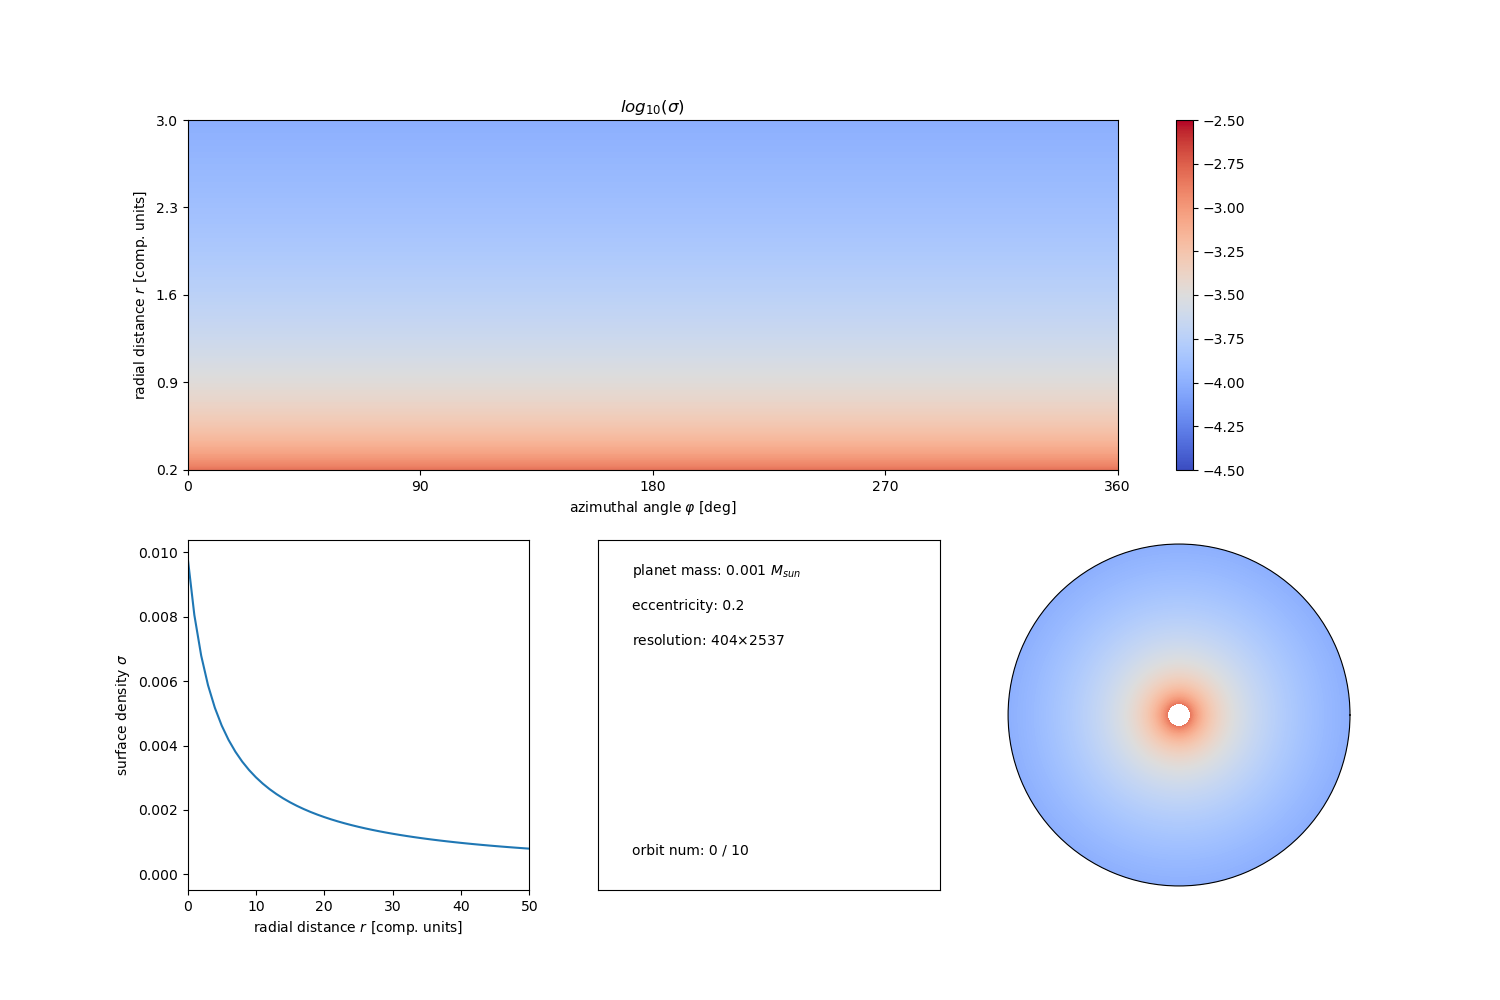 log₁₀(σ)
3.0
2.3
1.6
0.9
0.2
radial distance r [comp. units]
0 90 180 270 360
azimuthal angle φ [deg]
−2.50
−2.75
−3.00
−3.25
−3.50
−3.75
−4.00
−4.25
−4.50
0.010
0.008
0.006
0.004
0.002
0.000
surface density σ
0 10 20 30 40 50
radial distance r [comp. units]
planet mass: 0.001 M_sun
eccentricity: 0.2
resolution: 404×2537
orbit num: 0 / 10